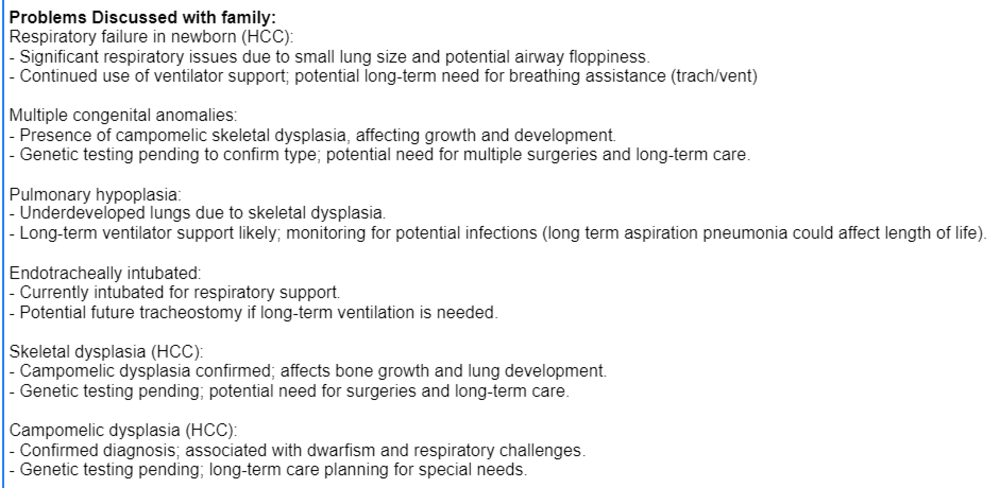 Problems Discussed with family:
Respiratory failure in newborn (HCC):
- Significant respiratory issues due to small lung size and potential airway floppiness.
- Continued use of ventilator support; potential long-term need for breathing assistance (trach/vent)
Multiple congenital anomalies:
- Presence of campomelic skeletal dysplasia, affecting growth and development.
- Genetic testing pending to confirm type; potential need for multiple surgeries and long-term care.
Pulmonary hypoplasia:
- Underdeveloped lungs due to skeletal dysplasia.
- Long-term ventilator support likely; monitoring for potential infections (long term aspiration pneumonia could affect length of life).
Endotracheally intubated:
- Currently intubated for respiratory support.
- Potential future tracheostomy if long-term ventilation is needed.
Skeletal dysplasia (HCC):
- Campomelic dysplasia confirmed; affects bone growth and lung development.
- Genetic testing pending; potential need for surgeries and long-term care.
Campomelic dysplasia (HCC):
- Confirmed diagnosis; associated with dwarfism and respiratory challenges.
- Genetic testing pending; long-term care planning for special needs.